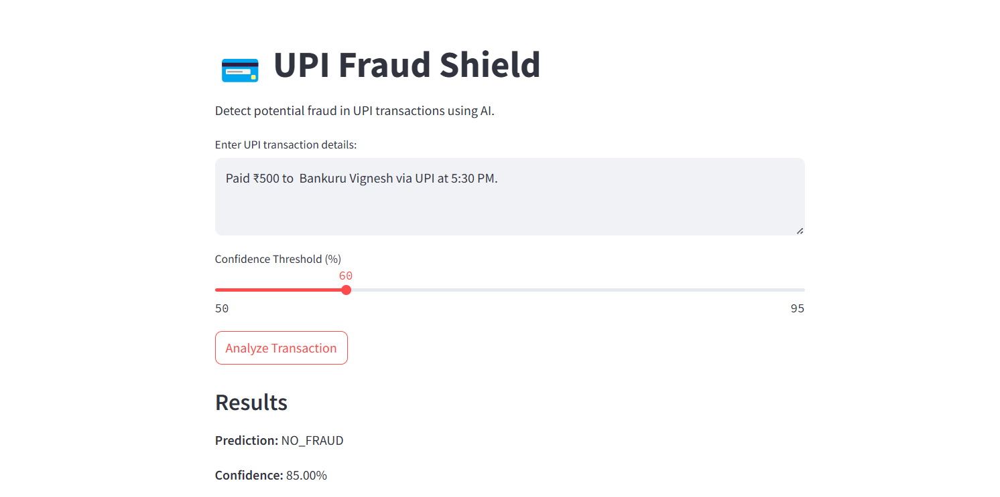 UPI Fraud Shield
Detect potential fraud in UPI transactions using AI.
Enter UPI transaction details:
Paid ₹500 to  Bankuru Vignesh via UPI at 5:30 PM.
Confidence Threshold (%)
60
50 95
Analyze Transaction
Results
Prediction: NO_FRAUD
Confidence: 85.00%